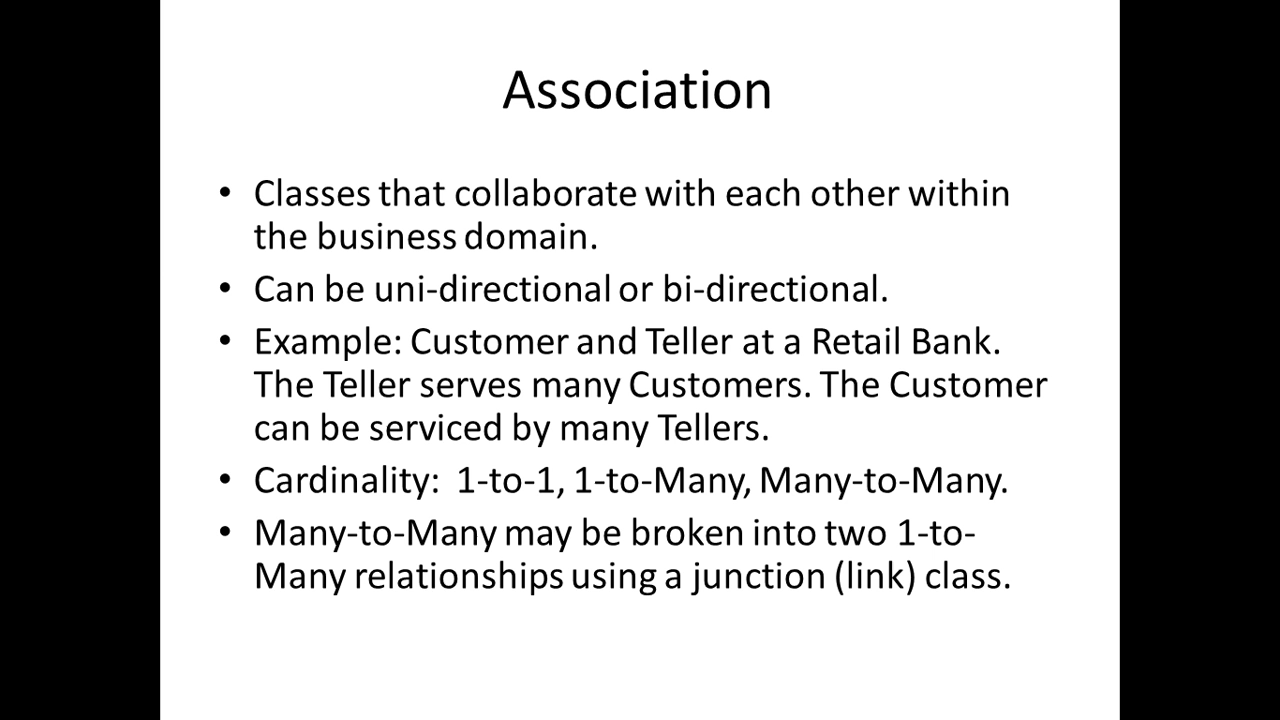 Association
• Classes that collaborate with each other within
the business domain.
• Can be uni-directional or bi-directional.
• Example: Customer and Teller at a Retail Bank.
The Teller serves many Customers. The Customer
can be serviced by many Tellers.
• Cardinality:  1-to-1, 1-to-Many, Many-to-Many.
• Many-to-Many may be broken into two 1-to-
Many relationships using a junction (link) class.